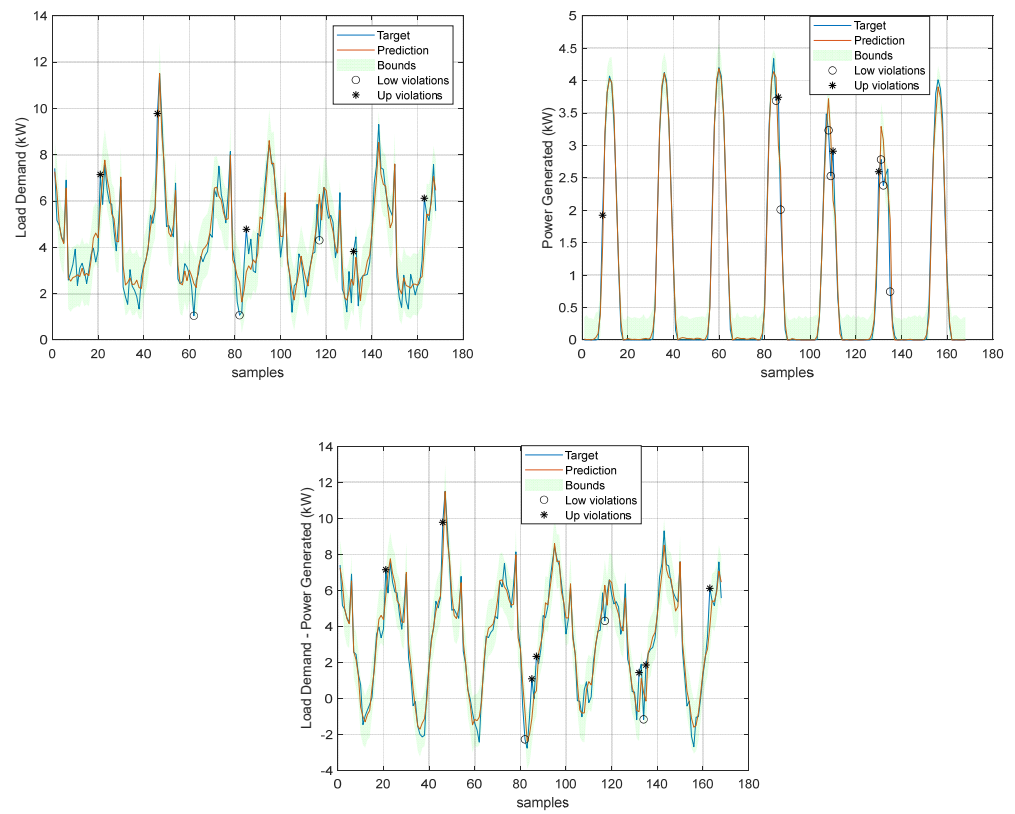 14
12
10
8
6
4
2
0
Load Demand (kW)
0 20 40 60 80 100 120 140 160 180
samples
Target
Prediction
Bounds
Low violations
Up violations
5
4.5
4
3.5
3
2.5
2
1.5
1
0.5
0
Power Generated (kW)
0 20 40 60 80 100 120 140 160 180
samples
Target
Prediction
Bounds
Low violations
Up violations
14
12
10
8
6
4
2
0
-2
-4
Load Demand - Power Generated (kW)
0 20 40 60 80 100 120 140 160 180
samples
Target
Prediction
Bounds
Low violations
Up violations